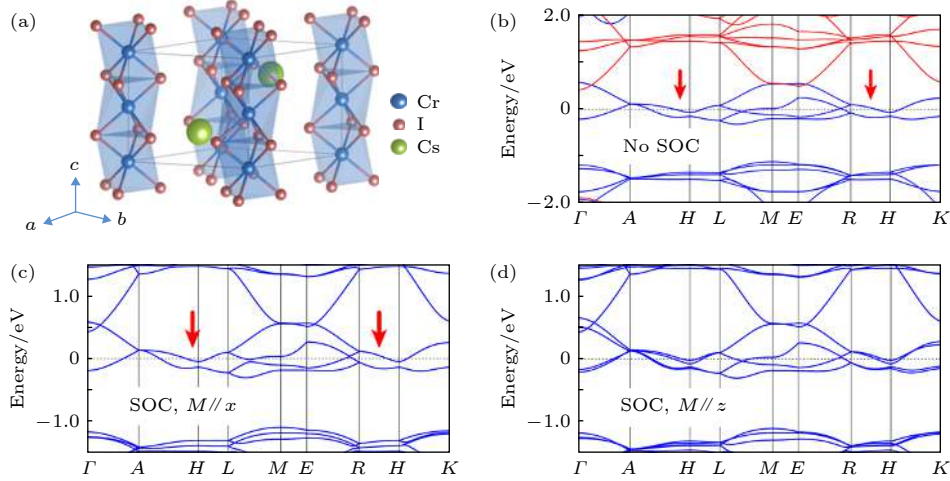 (a)
Cr
I
Cs
c
a
b
(b)
Energy/eV
2.0
0
−2.0
No SOC
Γ A H L M E R H K
(c)
Energy/eV
1.0
0
−1.0
SOC, M//x
Γ A H L M E R H K
(d)
Energy/eV
1.0
0
−1.0
SOC, M//z
Γ A H L M E R H K